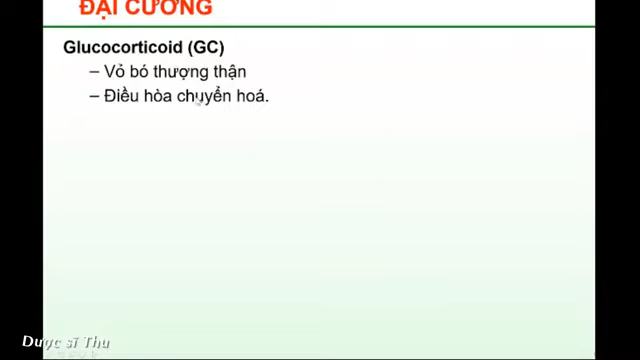 ĐẠI CƯƠNG
Glucocorticoid (GC)
– Vỏ bó thượng thận
– Điều hòa chuyển hoá.
Dược sĩ Thu